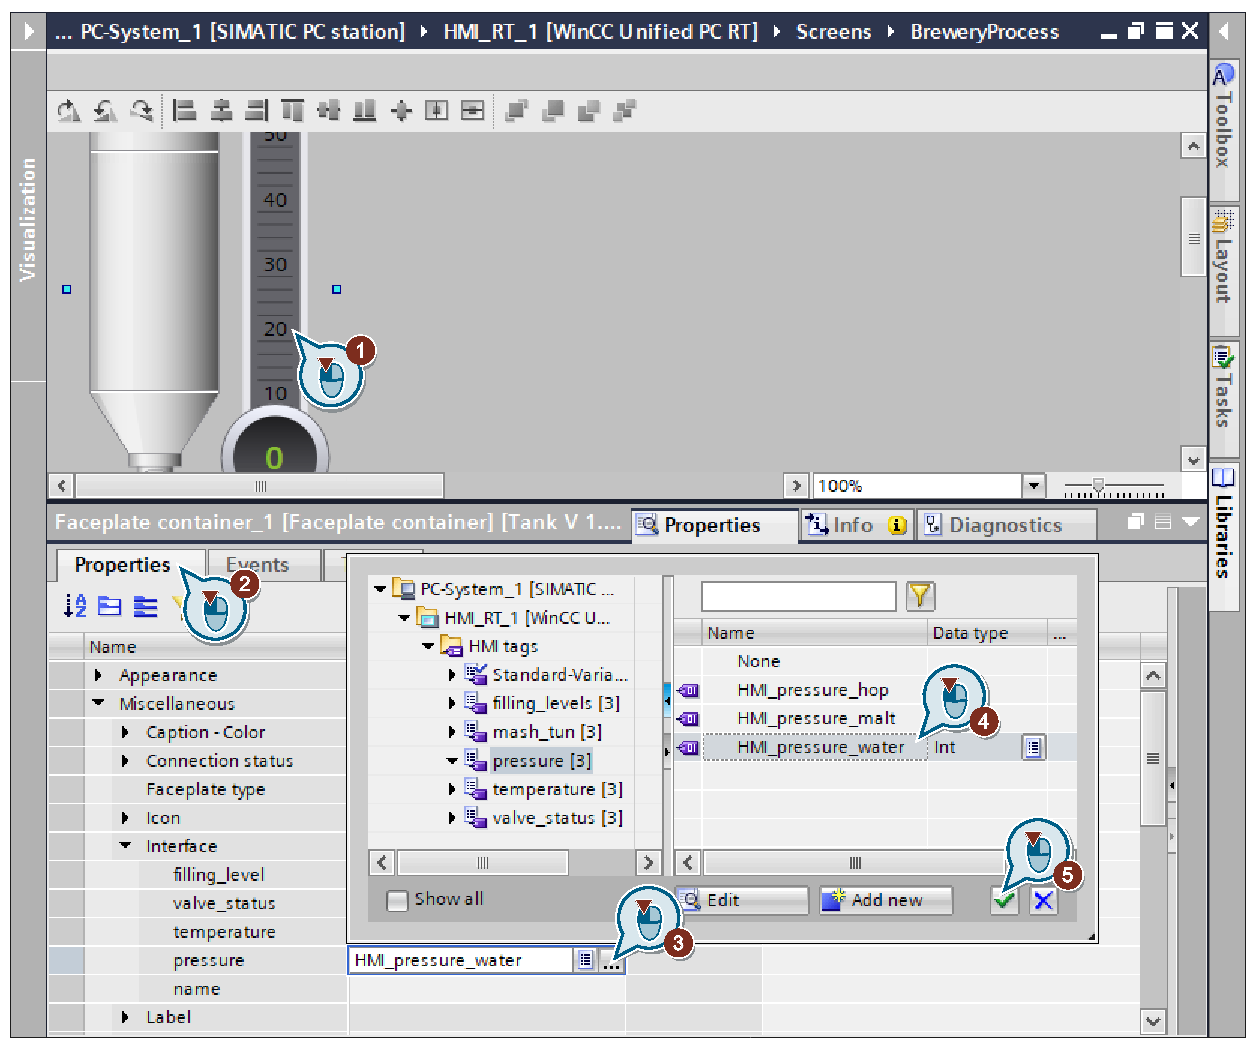 ... PC-System_1 [SIMATIC PC station] HMI_RT_1 [WinCC Unified PC RT] Screens BreweryProcess
Visualization
Toolbox
Layout
Tasks
Libraries
50
40
30
20
10
0
1
100%
Faceplate container_1 [Faceplate container] [Tank V 1....
Properties
Info
Diagnostics
Properties
Events
2
Name
Appearance
Miscellaneous
Caption - Color
Connection status
Faceplate type
Icon
Interface
filling_level
valve_status
temperature
pressure
HMI_pressure_water
...
name
Label
PC-System_1 [SIMATIC ...
HMI_RT_1 [WinCC U...
HMI tags
Standard-Varia...
filling_levels [3]
mash_tun [3]
pressure [3]
temperature [3]
valve_status [3]
Show all
Name
Data type
...
None
HMI_pressure_hop
HMI_pressure_malt
HMI_pressure_water
Int
4
5
Edit
Add new
3